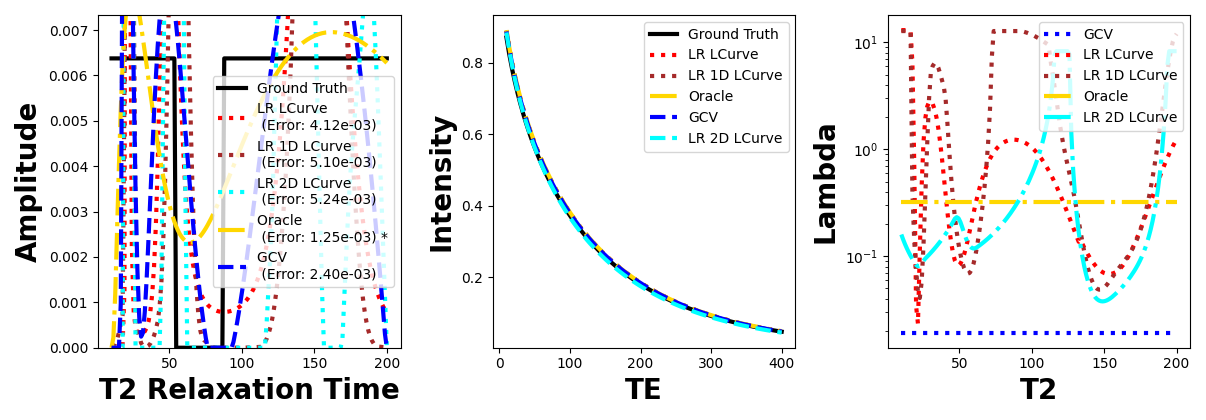 0.007
0.006
0.005
0.004
0.003
0.002
0.001
0.000
Amplitude
50
100
150
200
T2 Relaxation Time
Ground Truth
LR LCurve
(Error: 4.12e-03)
LR 1D LCurve
(Error: 5.10e-03)
LR 2D LCurve
(Error: 5.24e-03)
Oracle
(Error: 1.25e-03) *
GCV
(Error: 2.40e-03)
0.8
0.6
0.4
0.2
Intensity
0
100
200
300
400
TE
Ground Truth
LR LCurve
LR 1D LCurve
Oracle
GCV
LR 2D LCurve
10¹
10⁰
10⁻¹
Lambda
50
100
150
200
T2
GCV
LR LCurve
LR 1D LCurve
Oracle
LR 2D LCurve